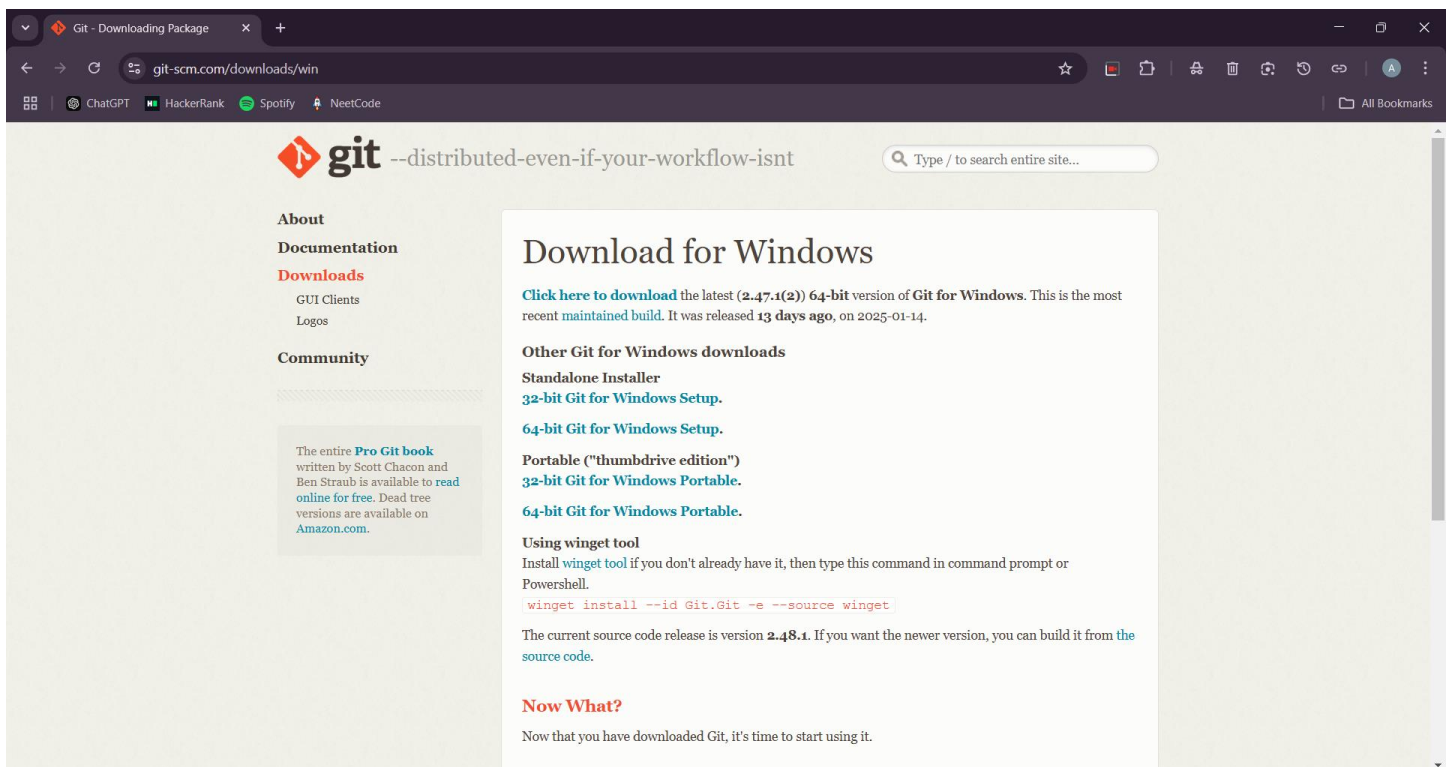 Git - Downloading Package
git-scm.com/downloads/win
A
ChatGPT
HackerRank
Spotify
NeetCode
All Bookmarks
git --distributed-even-if-your-workflow-isnt
Type / to search entire site...
About
Documentation
Downloads
GUI Clients
Logos
Community
The entire Pro Git book
written by Scott Chacon and
Ben Straub is available to read
online for free. Dead tree
versions are available on
Amazon.com.
Download for Windows
Click here to download the latest (2.47.1(2)) 64-bit version of Git for Windows. This is the most
recent maintained build. It was released 13 days ago, on 2025-01-14.
Other Git for Windows downloads
Standalone Installer
32-bit Git for Windows Setup.
64-bit Git for Windows Setup.
Portable ("thumbdrive edition")
32-bit Git for Windows Portable.
64-bit Git for Windows Portable.
Using winget tool
Install winget tool if you don't already have it, then type this command in command prompt or
Powershell.
winget install --id Git.Git -e --source winget
The current source code release is version 2.48.1. If you want the newer version, you can build it from the
source code.
Now What?
Now that you have downloaded Git, it's time to start using it.